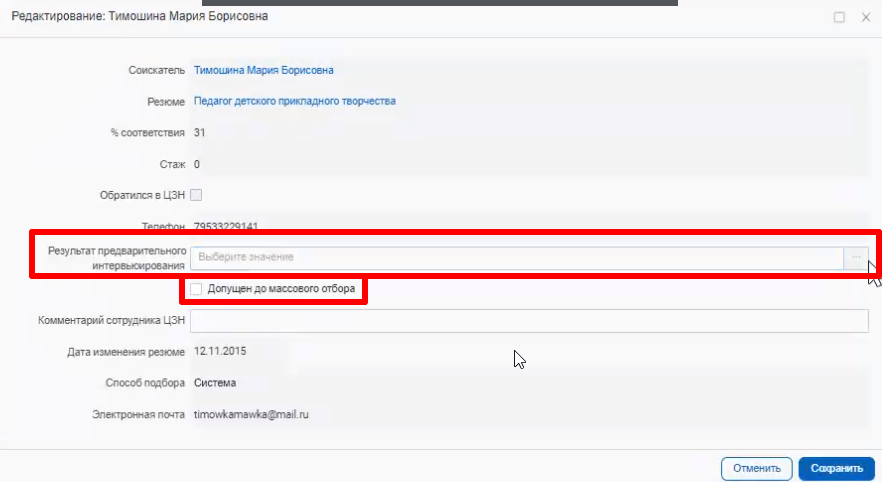 Редактирование: Тимошина Мария Борисовна
Соискатель Тимошина Мария Борисовна
Резюме Педагог детского прикладного творчества
% соответствия 31
Стаж 0
Обратился в ЦЗН
Телефон 79533229141
Результат предварительного
интервьюирования Выберите значение ...
Допущен до массового отбора
Комментарий сотрудника ЦЗН
Дата изменения резюме 12.11.2015
Способ подбора Система
Электронная почта timowkamawka@mail.ru
Отменить Сохранить